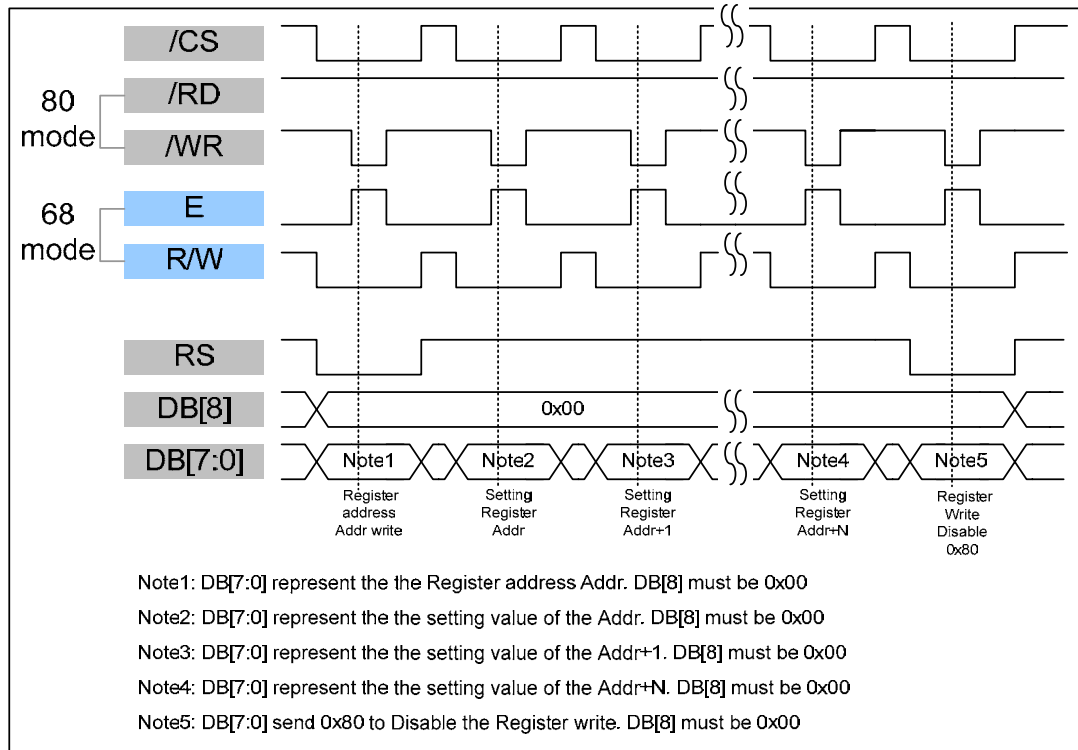 /CS
80
mode
/RD
/WR
68
mode
E
R/W
RS
DB[8]
0x00
DB[7:0]
Note1
Note2
Note3
Note4
Note5
Register
address
Addr write
Setting
Register
Addr
Setting
Register
Addr+1
Setting
Register
Addr+N
Register
Write
Disable
0x80
Note1: DB[7:0] represent the the Register address Addr. DB[8] must be 0x00
Note2: DB[7:0] represent the the setting value of the Addr. DB[8] must be 0x00
Note3: DB[7:0] represent the the setting value of the Addr+1. DB[8] must be 0x00
Note4: DB[7:0] represent the the setting value of the Addr+N. DB[8] must be 0x00
Note5: DB[7:0] send 0x80 to Disable the Register write. DB[8] must be 0x00